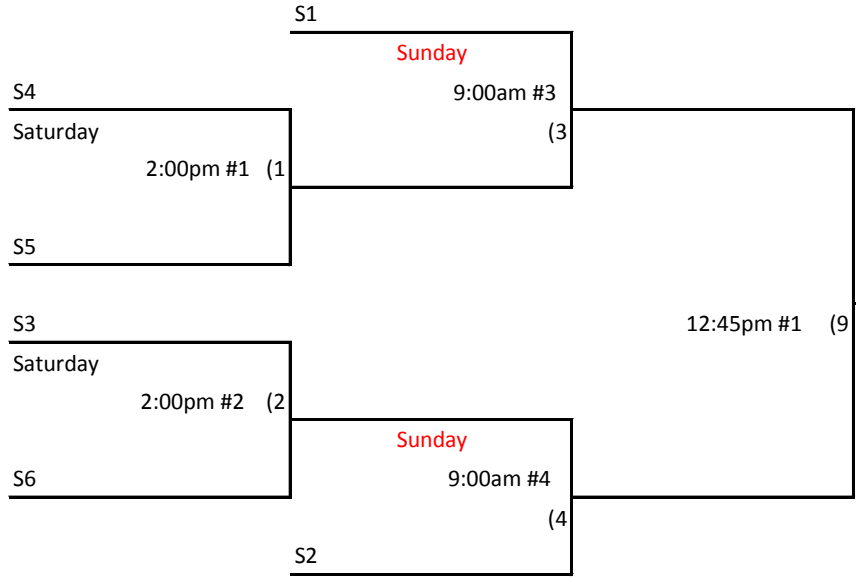 S1
Sunday
9:00am #3
(3
S4
Saturday
2:00pm #1 (1
S5
S3
Saturday
2:00pm #2 (2
S6
Sunday
9:00am #4
(4
S2
12:45pm #1 (9